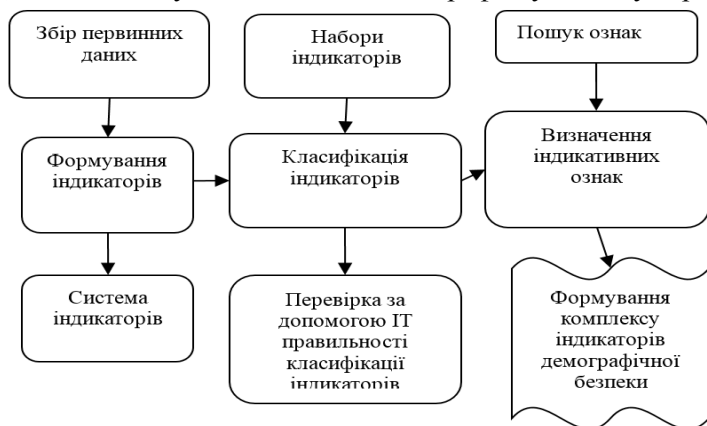 Збір первинних
даних
Набори
індикаторів
Пошук ознак
Формування
індикаторів
Класифікація
індикаторів
Визначення
індикативних
ознак
Система
індикаторів
Перевірка за
допомогою ІТ
правильності
класифікації
індикаторів
Формування
комплексу
індикаторів
демографічної
безпеки